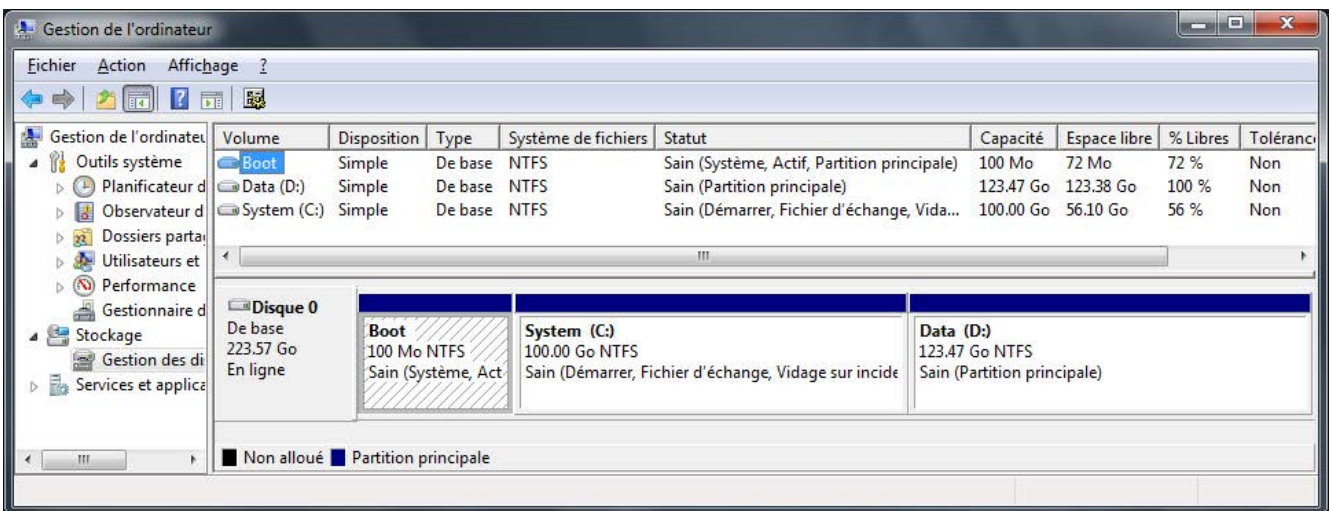 Gestion de l'ordinateur
Fichier Action Affichage ?
Gestion de l'ordinateu
Outils système
Planificateur d
Observateur d
Dossiers parta
Utilisateurs et
Performance
Gestionnaire d
Stockage
Gestion des di
Services et applica
Volume Disposition Type Système de fichiers Statut Capacité Espace libre % Libres Tolérance
Boot Simple De base NTFS Sain (Système, Actif, Partition principale) 100 Mo 72 Mo 72 % Non
Data (D:) Simple De base NTFS Sain (Partition principale) 123.47 Go 123.38 Go 100 % Non
System (C:) Simple De base NTFS Sain (Démarrer, Fichier d'échange, Vida... 100.00 Go 56.10 Go 56 % Non
Disque 0
De base
223.57 Go
En ligne
Boot
100 Mo NTFS
Sain (Système, Act
System (C:)
100.00 Go NTFS
Sain (Démarrer, Fichier d'échange, Vidage sur incide
Data (D:)
123.47 Go NTFS
Sain (Partition principale)
Non alloué Partition principale